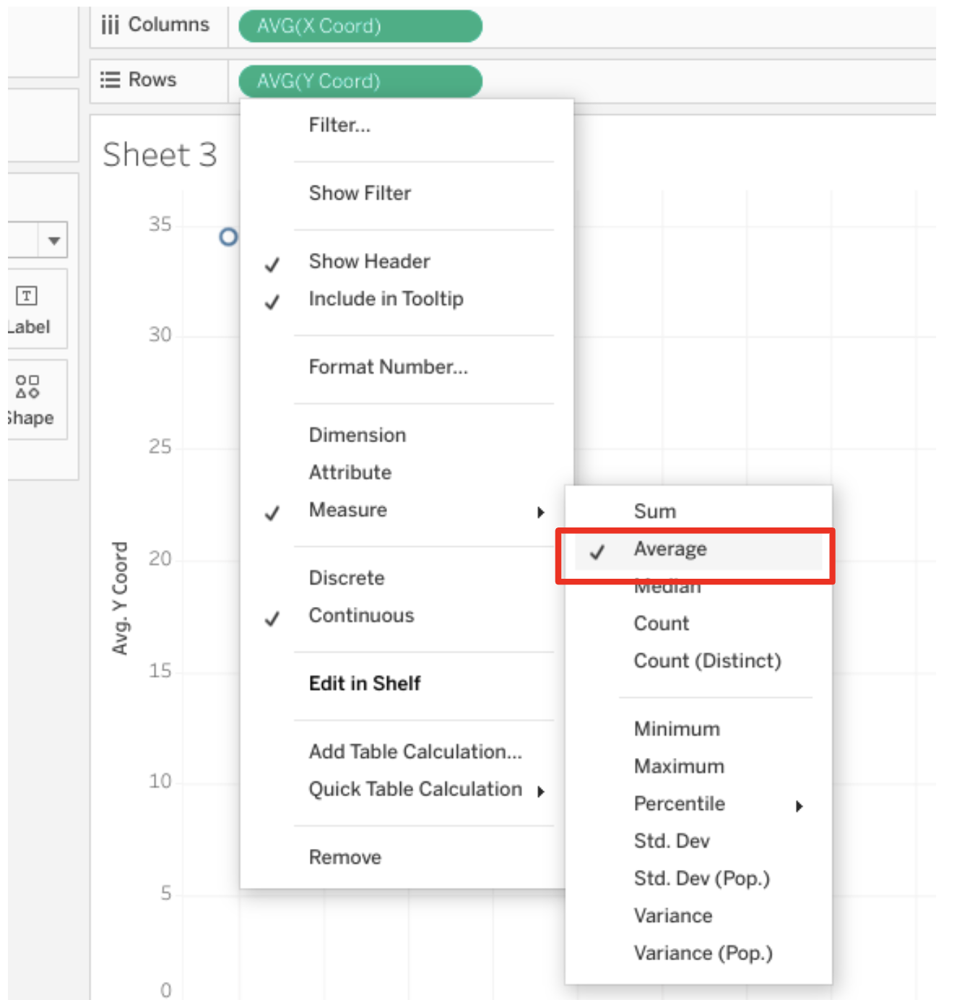 Columns
AVG(X Coord)
Rows
AVG(Y Coord)
Sheet 3
Filter...
Show Filter
Show Header
Include in Tooltip
Format Number...
Dimension
Attribute
Measure
Discrete
Continuous
Edit in Shelf
Add Table Calculation...
Quick Table Calculation
Remove
Sum
Average
Median
Count
Count (Distinct)
Minimum
Maximum
Percentile
Std. Dev
Std. Dev (Pop.)
Variance
Variance (Pop.)
T
Label
Shape
Avg. Y Coord
35
30
25
20
15
10
5
0